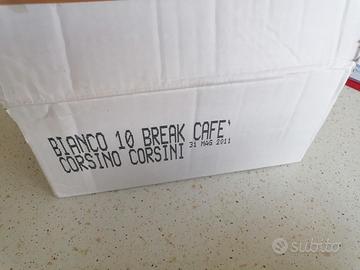 BIANCO 10 BREAK CAFE'
CORSINO CORSINI 31 MAG 2011
subito